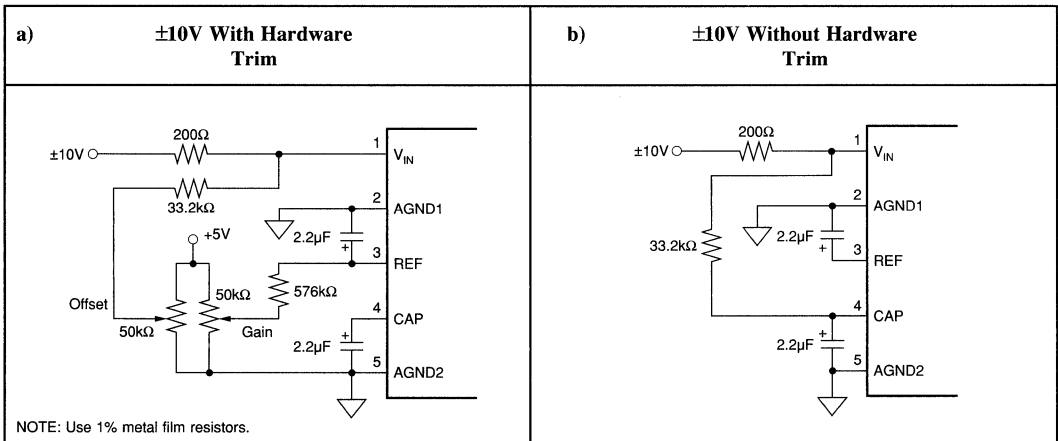 a)
±10V With Hardware
Trim
200Ω
1
±10V
V_IN
33.2kΩ
2
AGND1
+5V
2.2µF
+
3
REF
50kΩ
576kΩ
Offset
4
CAP
50kΩ
Gain
+
2.2µF
5
AGND2
NOTE: Use 1% metal film resistors.
b)
±10V Without Hardware
Trim
200Ω
1
±10V
V_IN
2
AGND1
33.2kΩ
2.2µF
+
3
REF
4
CAP
+
2.2µF
5
AGND2